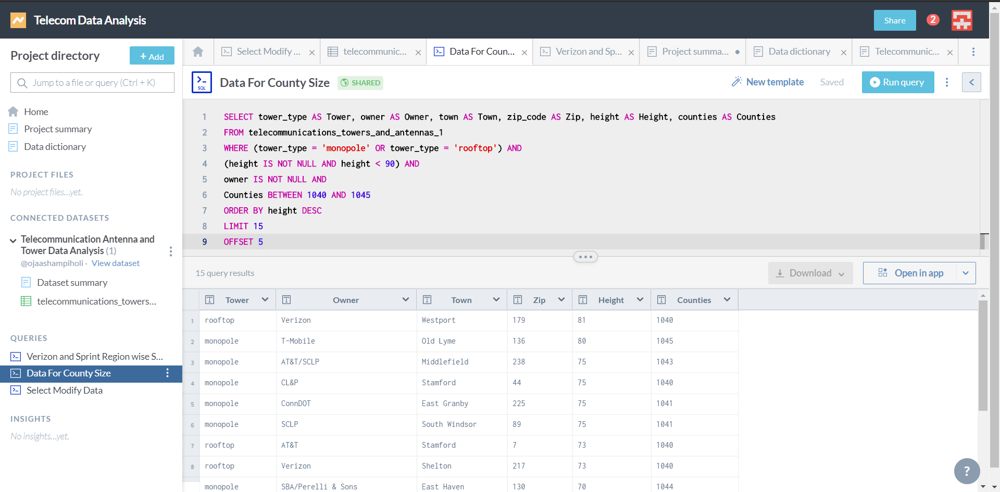 Telecom Data Analysis
Share
2
Project directory
+ Add
Jump to a file or query (Ctrl + K)
Home
Project summary
Data dictionary
PROJECT FILES
No project files...yet.
CONNECTED DATASETS
Telecommunication Antenna and
Tower Data Analysis (1)
@ojaashampiholi · View dataset
Dataset summary
telecommunications_towers...
QUERIES
Verizon and Sprint Region wise S...
Data For County Size
Select Modify Data
INSIGHTS
No insights...yet.
Select Modify ...
telecommunic...
Data For Coun...
Verizon and Sp...
Project summa...
Data dictionary
Telecommunic...
SQL
Data For County Size
SHARED
New template
Saved
Run query
1 SELECT tower_type AS Tower, owner AS Owner, town AS Town, zip_code AS Zip, height AS Height, counties AS Counties
2 FROM telecommunications_towers_and_antennas_1
3 WHERE (tower_type = 'monopole' OR tower_type = 'rooftop') AND
4 (height IS NOT NULL AND height < 90) AND
5 owner IS NOT NULL AND
6 Counties BETWEEN 1040 AND 1045
7 ORDER BY height DESC
8 LIMIT 15
9 OFFSET 5
15 query results
Download
Open in app
Tower Owner Town Zip Height Counties
1 rooftop Verizon Westport 179 81 1040
2 monopole T-Mobile Old Lyme 136 80 1045
3 monopole AT&T/SCLP Middlefield 238 75 1043
4 monopole CL&P Stamford 44 75 1040
5 monopole ConnDOT East Granby 225 75 1041
6 monopole SCLP South Windsor 89 75 1041
7 rooftop AT&T Stamford 7 73 1040
8 rooftop Verizon Shelton 217 73 1040
monopole SBA/Perelli & Sons East Haven 130 70 1044
?